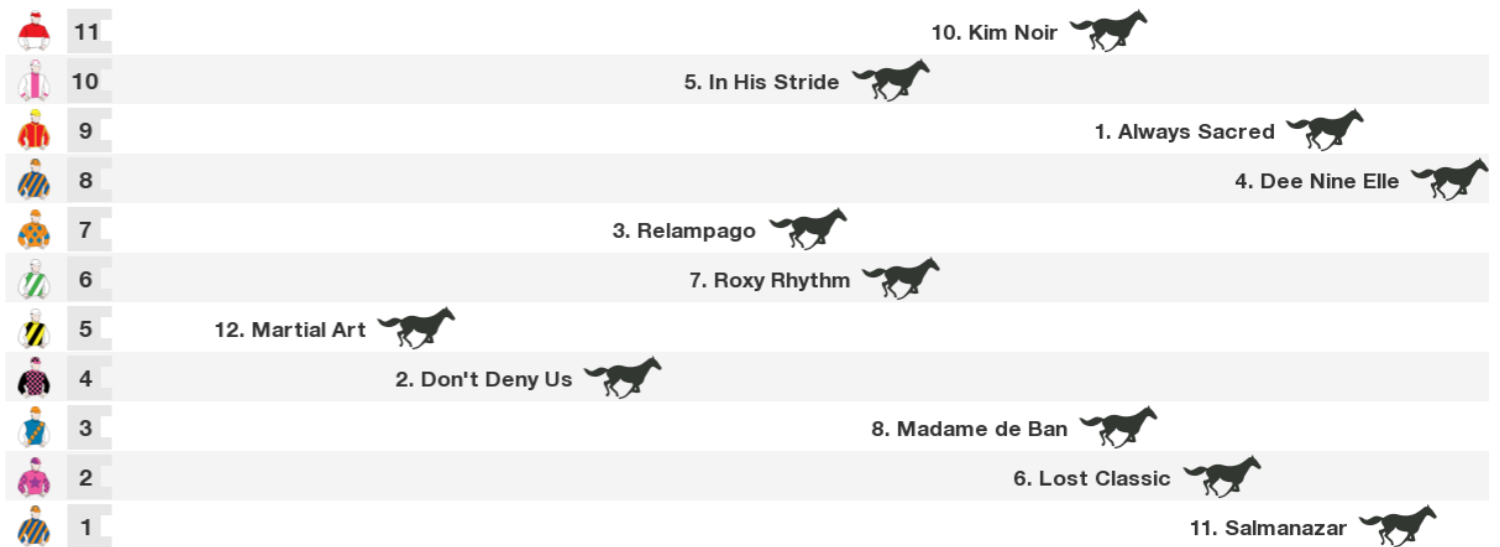 11 10. Kim Noir
10 5. In His Stride
9 1. Always Sacred
8 4. Dee Nine Elle
7 3. Relampago
6 7. Roxy Rhythm
5 12. Martial Art
4 2. Don't Deny Us
3 8. Madame de Ban
2 6. Lost Classic
1 11. Salmanazar